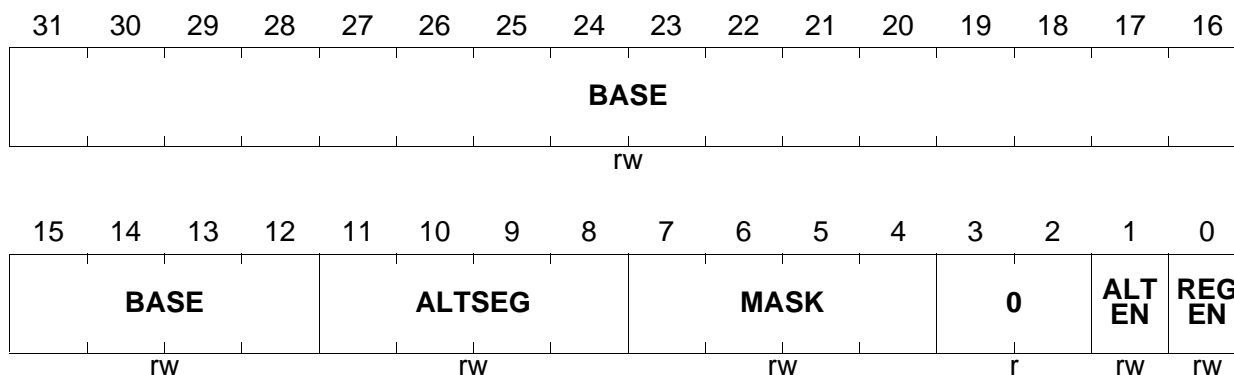 31 30 29 28 27 26 25 24 23 22 21 20 19 18 17 16
BASE
rw
15 14 13 12 11 10 9 8 7 6 5 4 3 2 1 0
BASE ALTSEG MASK 0 ALT EN REG EN
rw rw rw r rw rw